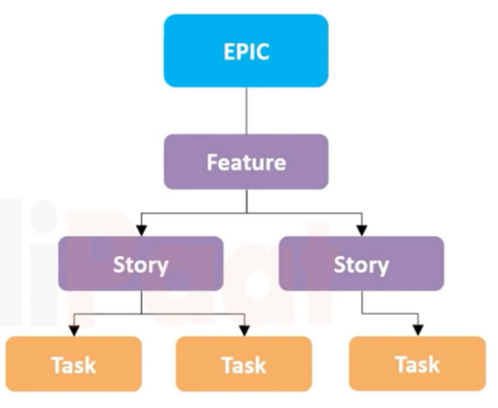 EPIC
Feature
Story
Story
Task
Task
Task